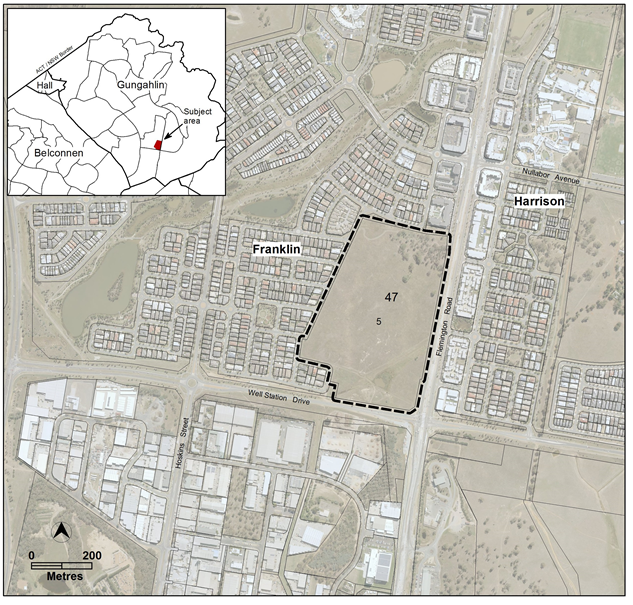 ACT / NSW Border
Hall
Gungahlin
Subject
area
Belconnen
Nullabor Avenue
Harrison
Franklin
47
5
Flemington Road
Well Station Drive
Hoskins Street
0 200
Metres